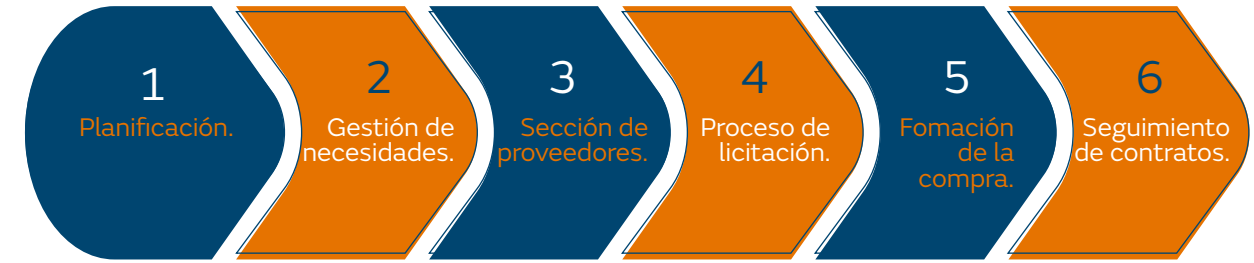 1
Planificación.
2
Gestión de
necesidades.
3
Sección de
proveedores.
4
Proceso de
licitación.
5
Fomación
de la
compra.
6
Seguimiento
de contratos.